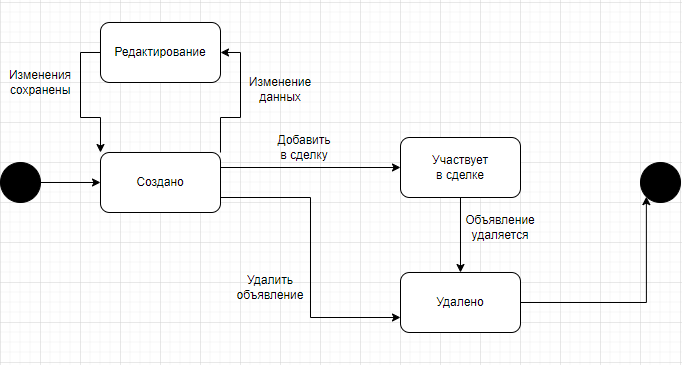 Редактирование
Изменения
сохранены
Изменение
данных
Добавить
в сделку
Участвует
в сделке
Создано
Объявление
удаляется
Удалить
объявление
Удалено